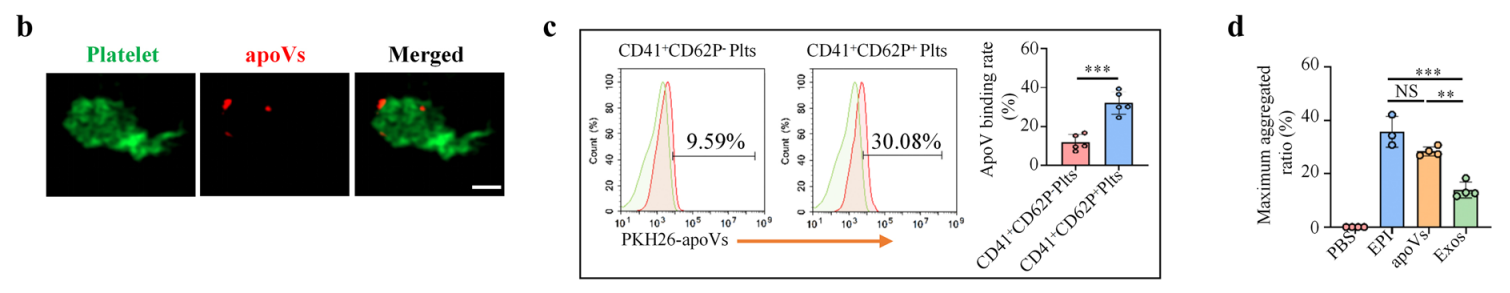 b
Platelet
apoVs
Merged
c
CD41⁺CD62P⁻ Plts
CD41⁺CD62P⁺ Plts
Count (%)
100
80
60
40
20
0
9.59%
10¹ 10³ 10⁵ 10⁷ 10⁹
Count (%)
100
80
60
40
20
0
30.08%
10¹ 10³ 10⁵ 10⁷ 10⁹
PKH26-apoVs
ApoV binding rate
(%)
60
40
20
0
***
CD41⁺CD62P⁻Plts
CD41⁺CD62P⁺Plts
d
Maximum aggregated
ratio (%)
60
40
20
0
***
NS
**
PBS
EPI
apoVs
Exos